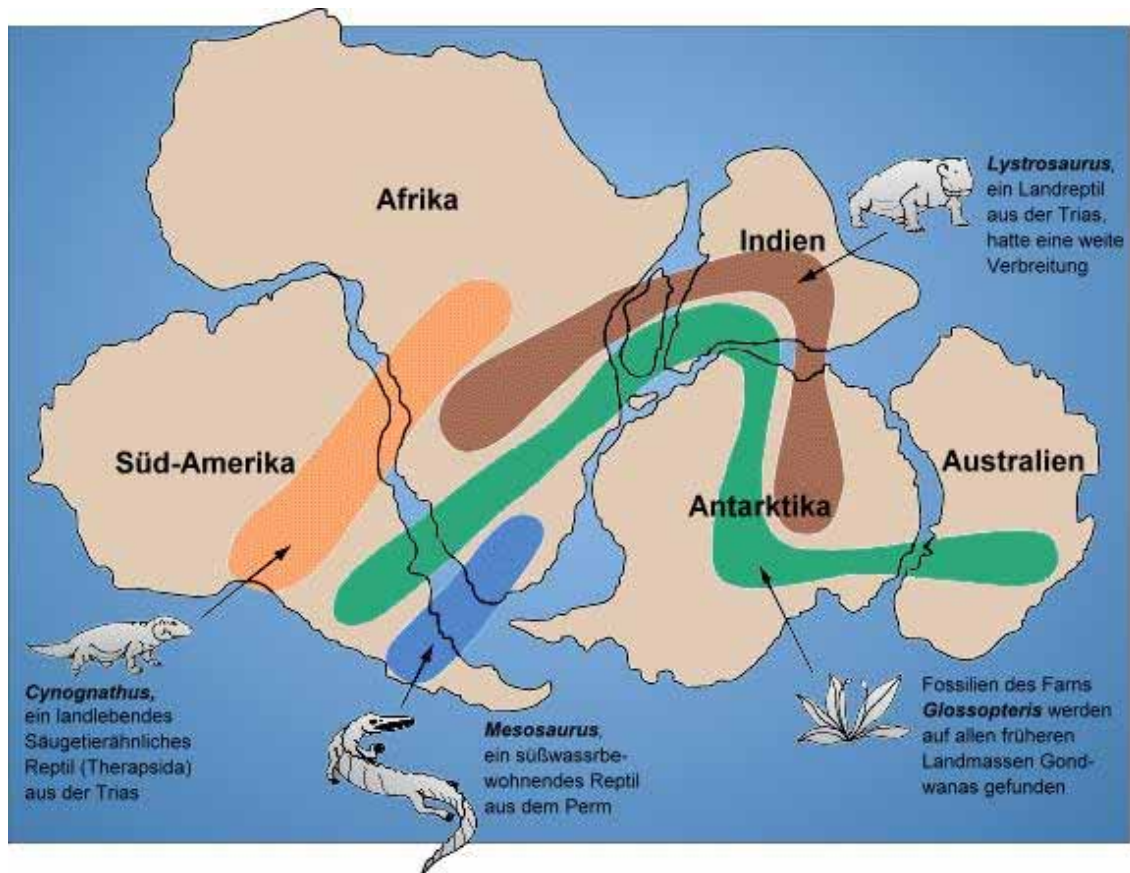 Afrika
Indien
Lystrosaurus,
ein Landreptil
aus der Trias,
hatte eine weite
Verbreitung
Süd-Amerika
Antarktika
Australien
Cynognathus,
ein landlebendes
Säugetierähnliches
Reptil (Therapsida)
aus der Trias
Mesosaurus,
ein süßwassrbe-
wohnendes Reptil
aus dem Perm
Fossilien des Farns
Glossopteris werden
auf allen früheren
Landmassen Gond-
wanas gefunden